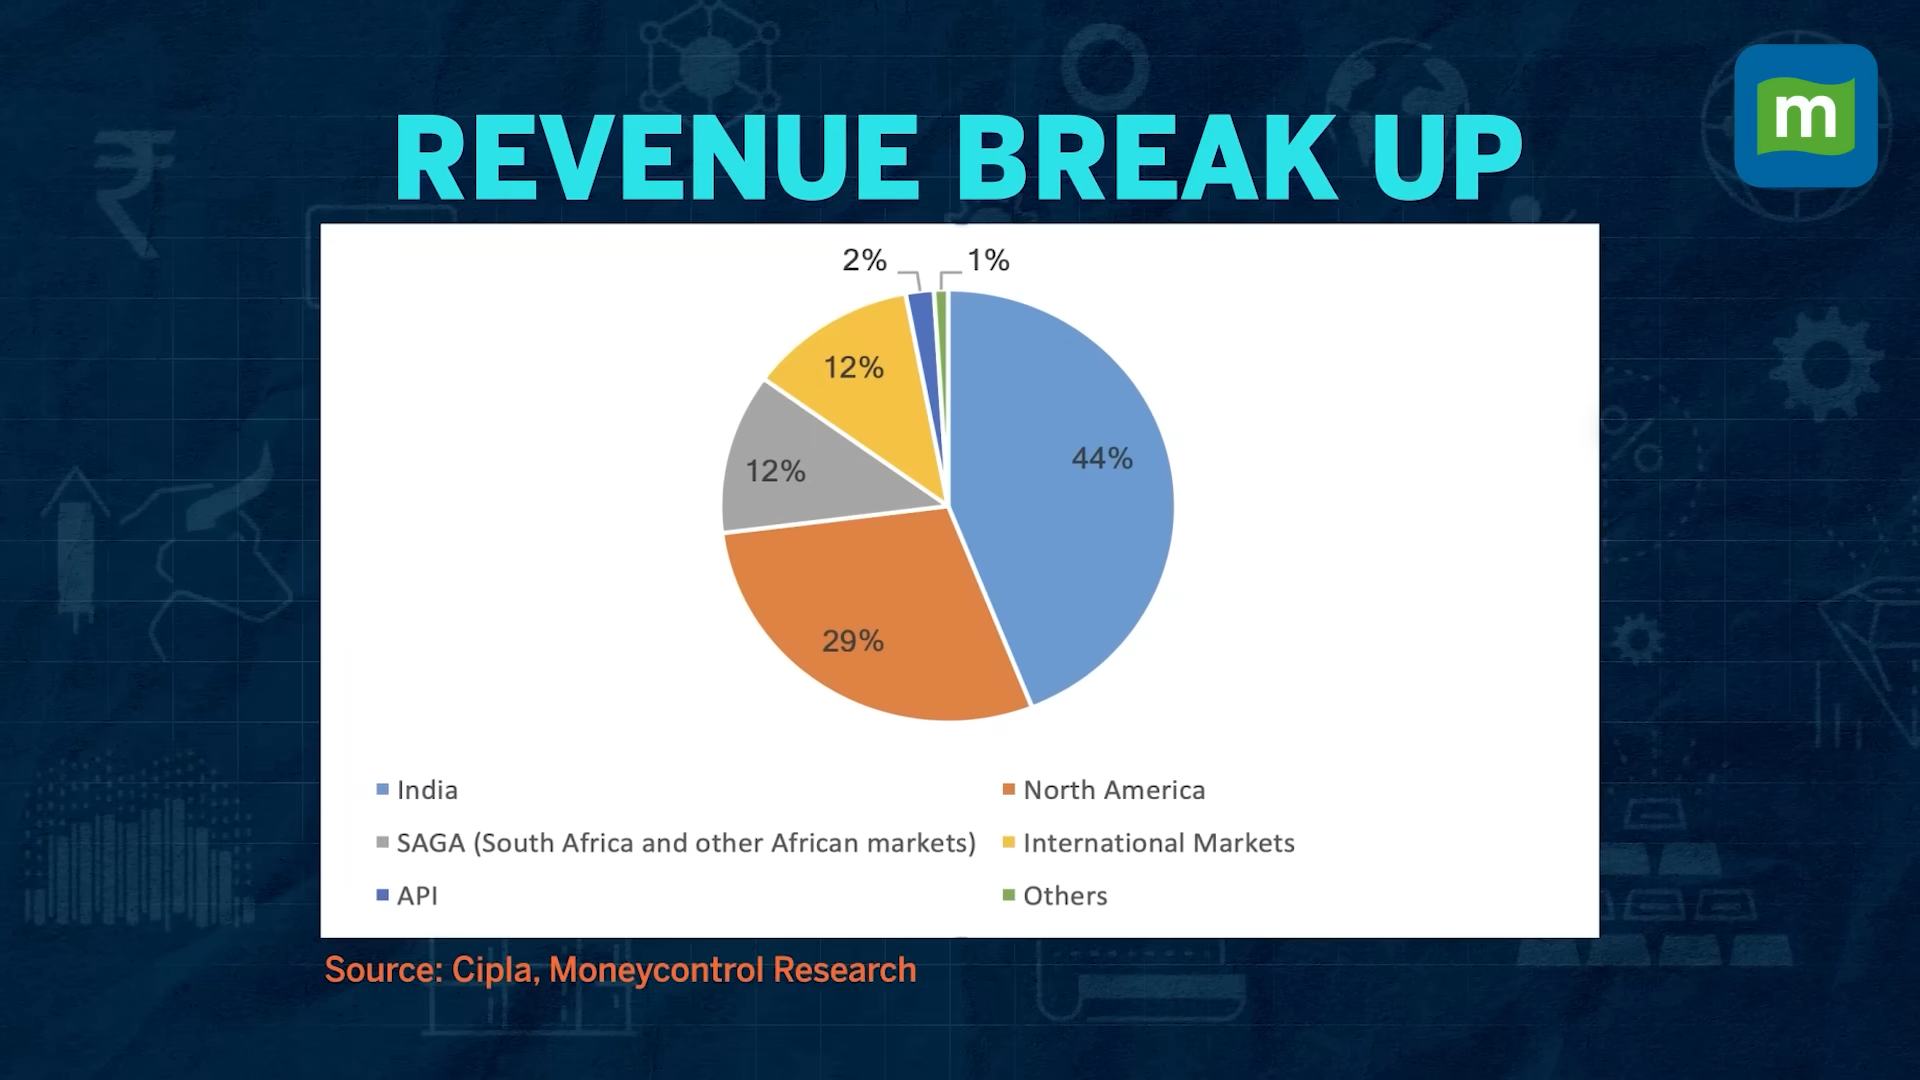 m
REVENUE BREAK UP
2%
1%
12%
44%
12%
29%
India
North America
SAGA (South Africa and other African markets)
International Markets
API
Others
Source: Cipla, Moneycontrol Research
₹
%